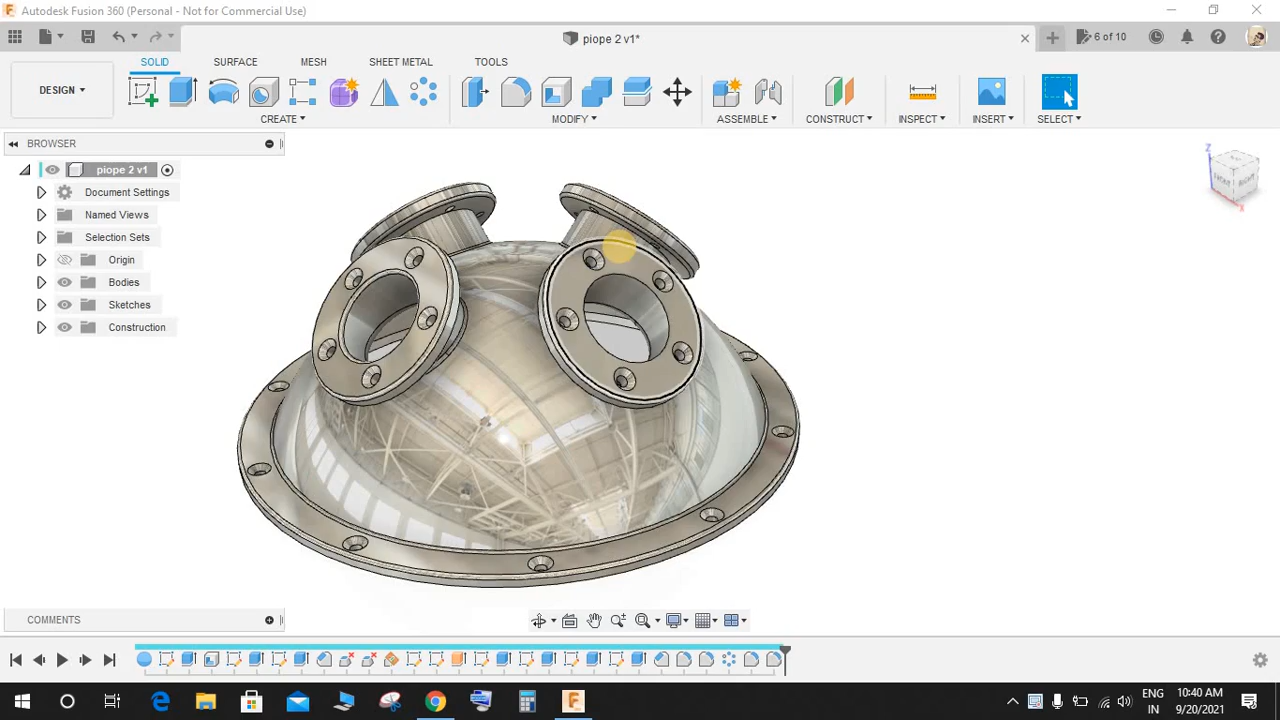 Autodesk Fusion 360 (Personal - Not for Commercial Use)
piope 2 v1*
6 of 10
SOLID SURFACE MESH SHEET METAL TOOLS
DESIGN
CREATE MODIFY ASSEMBLE CONSTRUCT INSPECT INSERT SELECT
BROWSER
piope 2 v1
Document Settings
Named Views
Selection Sets
Origin
Bodies
Sketches
Construction
Z
X
COMMENTS
ENG
IN
10:40 AM
9/20/2021